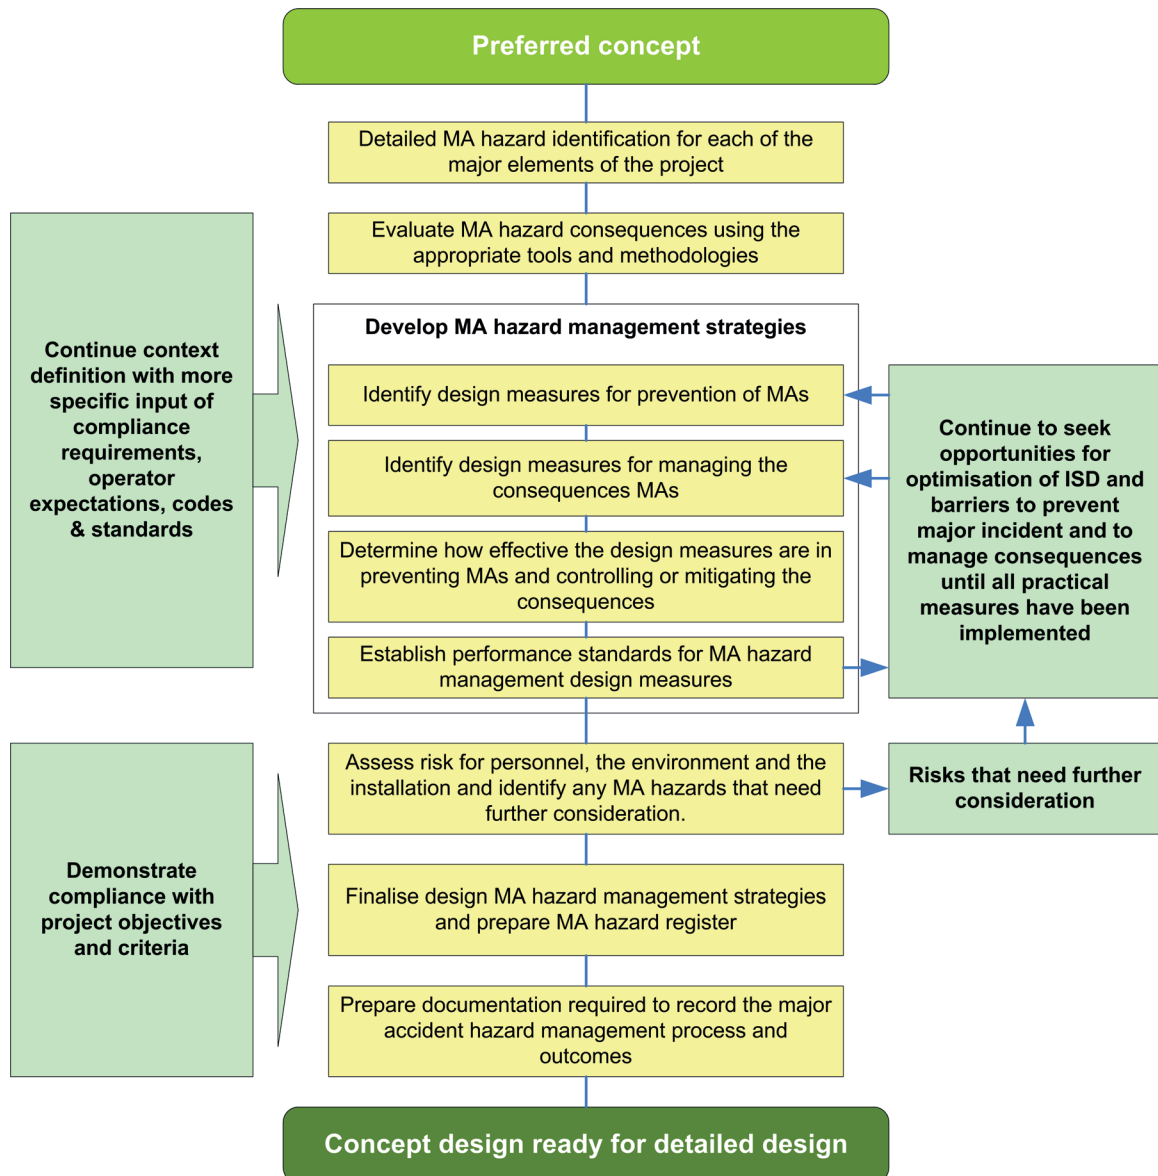 Preferred concept
Detailed MA hazard identification for each of the
major elements of the project
Evaluate MA hazard consequences using the
appropriate tools and methodologies
Continue context
definition with more
specific input of
compliance
requirements,
operator
expectations, codes
& standards
Develop MA hazard management strategies
Identify design measures for prevention of MAs
Identify design measures for managing the
consequences MAs
Determine how effective the design measures are in
preventing MAs and controlling or mitigating the
consequences
Establish performance standards for MA hazard
management design measures
Continue to seek
opportunities for
optimisation of ISD and
barriers to prevent
major incident and to
manage consequences
until all practical
measures have been
implemented
Demonstrate
compliance with
project objectives
and criteria
Assess risk for personnel, the environment and the
installation and identify any MA hazards that need
further consideration.
Risks that need further
consideration
Finalise design MA hazard management strategies
and prepare MA hazard register
Prepare documentation required to record the major
accident hazard management process and
outcomes
Concept design ready for detailed design